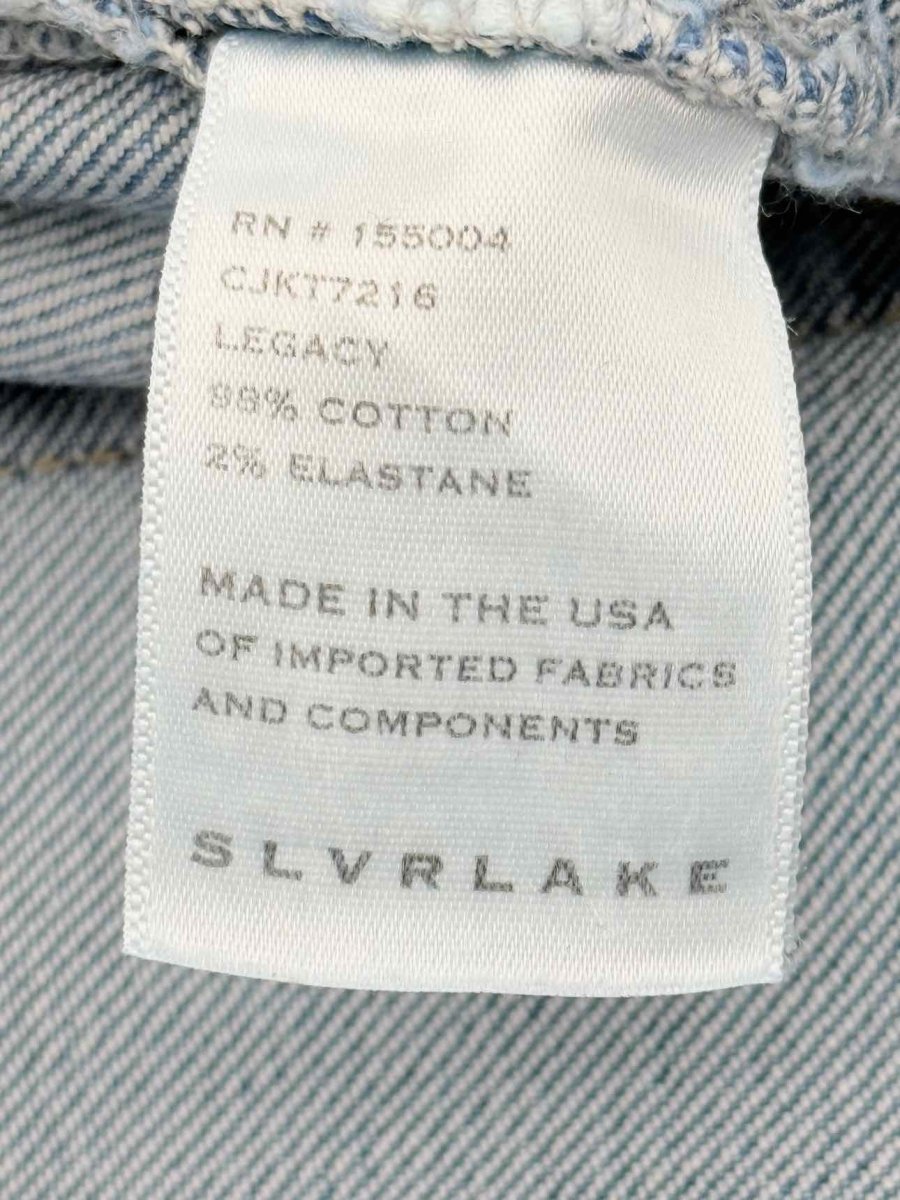 RN # 155004
CJKT7216
LEGACY
98% COTTON
2% ELASTANE
MADE IN THE USA
OF IMPORTED FABRICS
AND COMPONENTS
SLVRLAKE